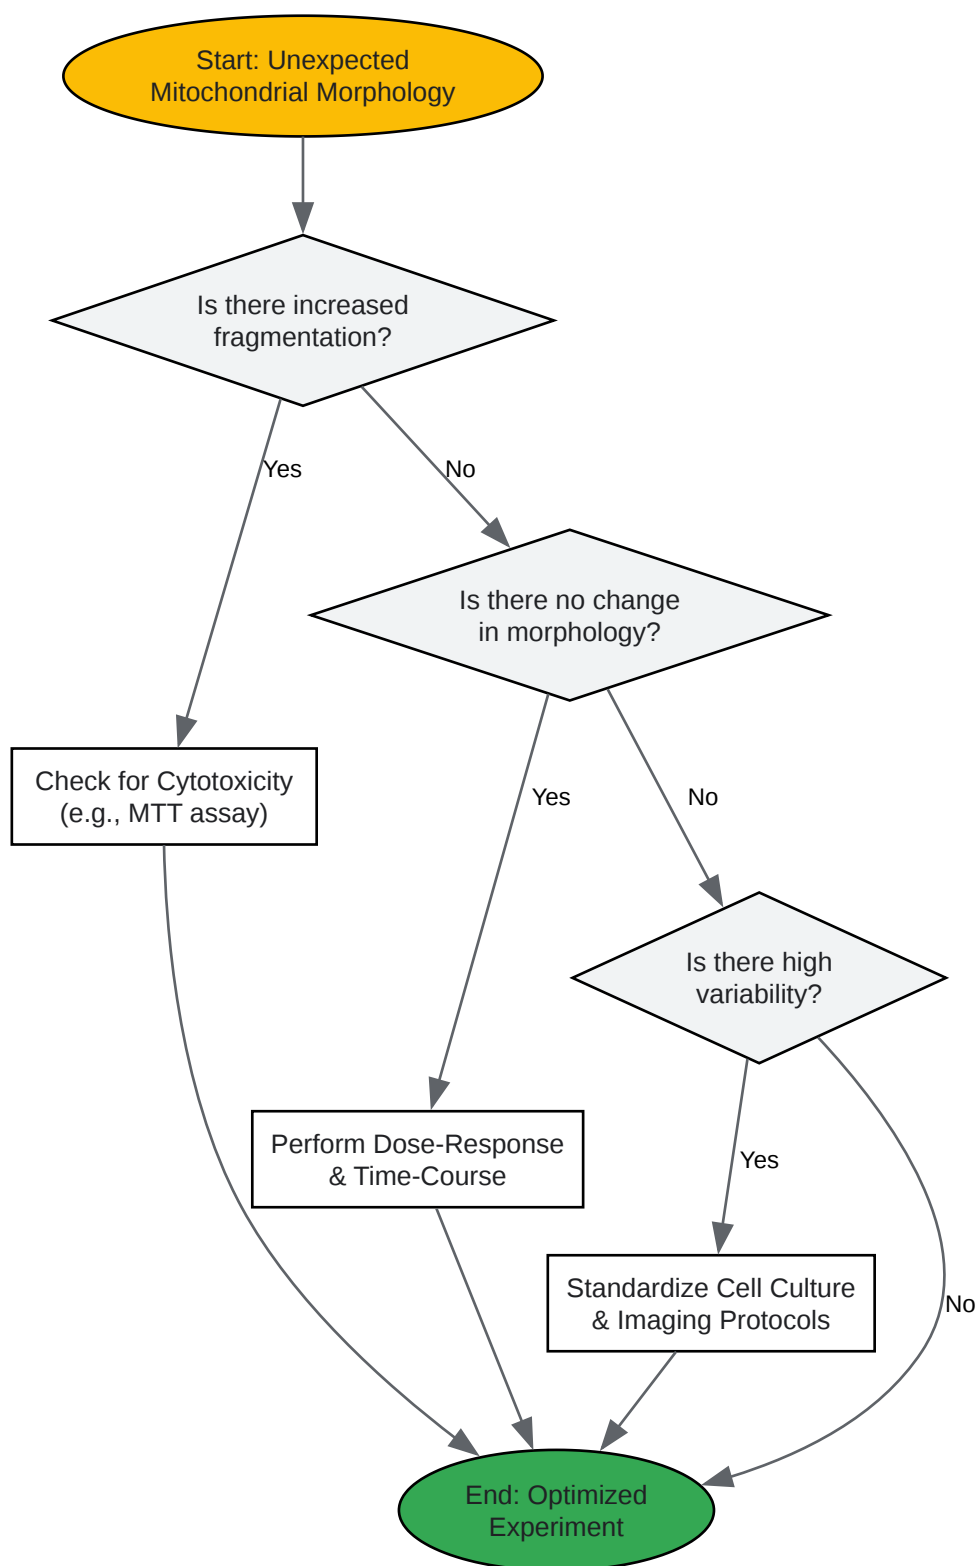 Start: Unexpected
Mitochondrial Morphology
Is there increased
fragmentation?
Yes
No
Is there no change
in morphology?
Check for Cytotoxicity
(e.g., MTT assay)
Yes
No
Is there high
variability?
Perform Dose-Response
& Time-Course
Yes
Standardize Cell Culture
& Imaging Protocols
No
End: Optimized
Experiment